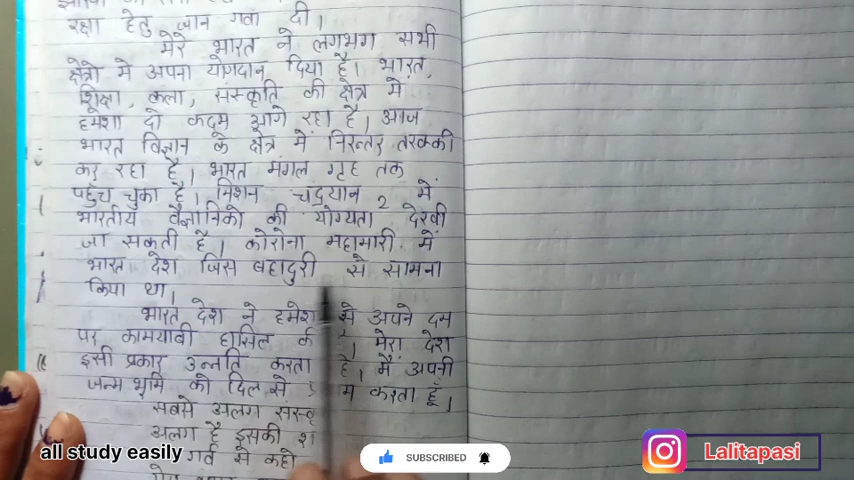 रक्षा हेतु जान गवां दी।
मेरे भारत ने लगभग सभी
क्षेत्रो मे अपना योगदान दिया है। भारत,
शिक्षा, कला, संस्कृति की क्षेत्र में
हमेशा दो कदम आगे रहा है, आज
भारत विज्ञान के क्षेत्र में निरन्तर तरक्की
कर रहा है, भारत मंगल गृह तक
पहुँच चुका है, मिशन चंद्रयान 2 में
भारतीय वैज्ञानिको की योग्यता देखी
जा सकती है, कोरोना महामारी में
भारत देश जिस बहादुरी से सामना
किया था,
भारत देश ने हमेशा से अपने दम
पर कामयाबी हासिल की है, मेरा देश
इसी प्रकार उन्नति करता है, मैं अपनी
जन्म भूमि को दिल से करता हूँ,
सबसे अलग
अलग है इसकी
गर्व से कहो
all study easily
SUBSCRIBED
Lalitapasi